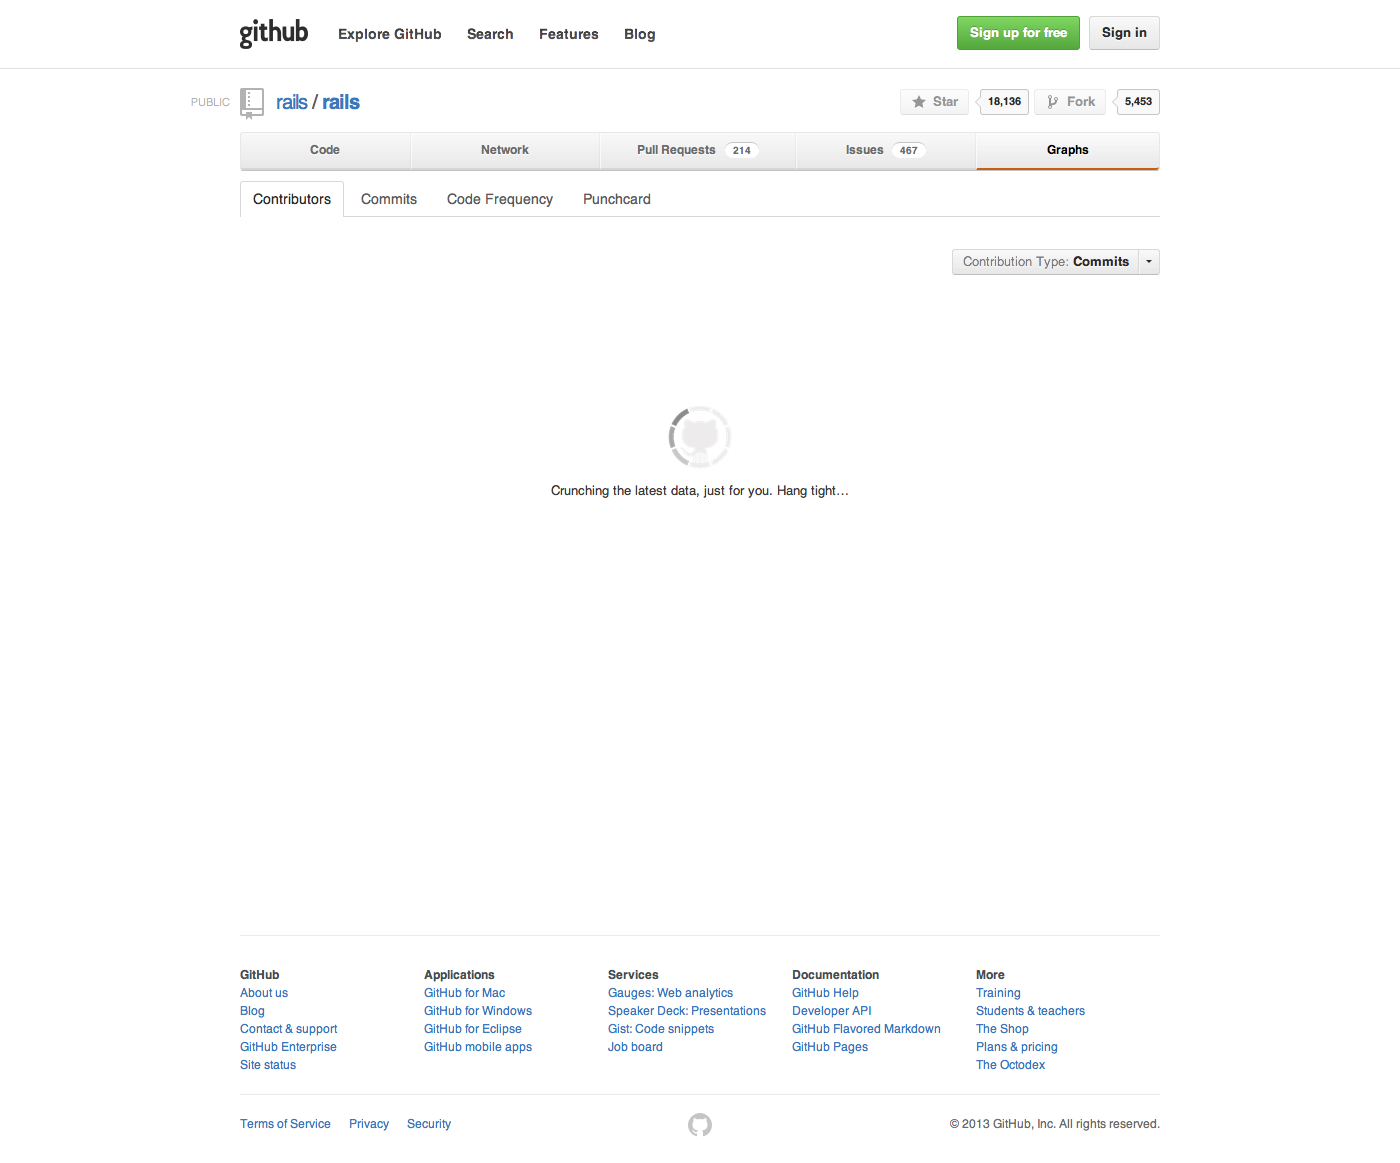 github Explore GitHub Search Features Blog Sign up for free Sign in
PUBLIC rails / rails Star 18,136 Fork 5,453
Code Network Pull Requests 214 Issues 467 Graphs
Contributors Commits Code Frequency Punchcard
Contribution Type: Commits
Crunching the latest data, just for you. Hang tight…
GitHub Applications Services Documentation More
About us GitHub for Mac Gauges: Web analytics GitHub Help Training
Blog GitHub for Windows Speaker Deck: Presentations Developer API Students & teachers
Contact & support GitHub for Eclipse Gist: Code snippets GitHub Flavored Markdown The Shop
GitHub Enterprise GitHub mobile apps Job board GitHub Pages Plans & pricing
Site status The Octodex
Terms of Service Privacy Security © 2013 GitHub, Inc. All rights reserved.